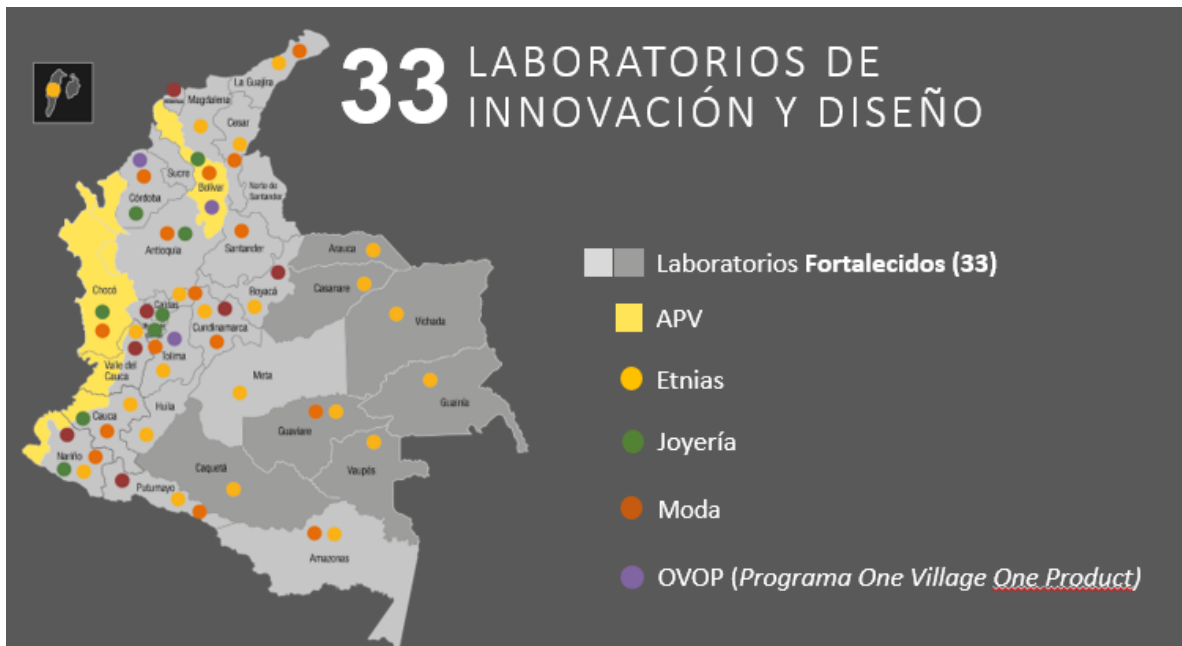 33 LABORATORIOS DE
INNOVACIÓN Y DISEÑO
La Guajira
Magdalena
Cesar
Sucre
Bolívar
Norte de
Santander
Córdoba
Antioquia
Santander
Arauca
Chocó
Boyacá
Casanare
Caldas
Cundinamarca
Vichada
Tolima
Valle del
Cauca
Meta
Guainía
Cauca
Huila
Guaviare
Nariño
Caquetá
Vaupés
Putumayo
Amazonas
Laboratorios Fortalecidos (33)
APV
Etnias
Joyería
Moda
OVOP (Programa One Village One Product)